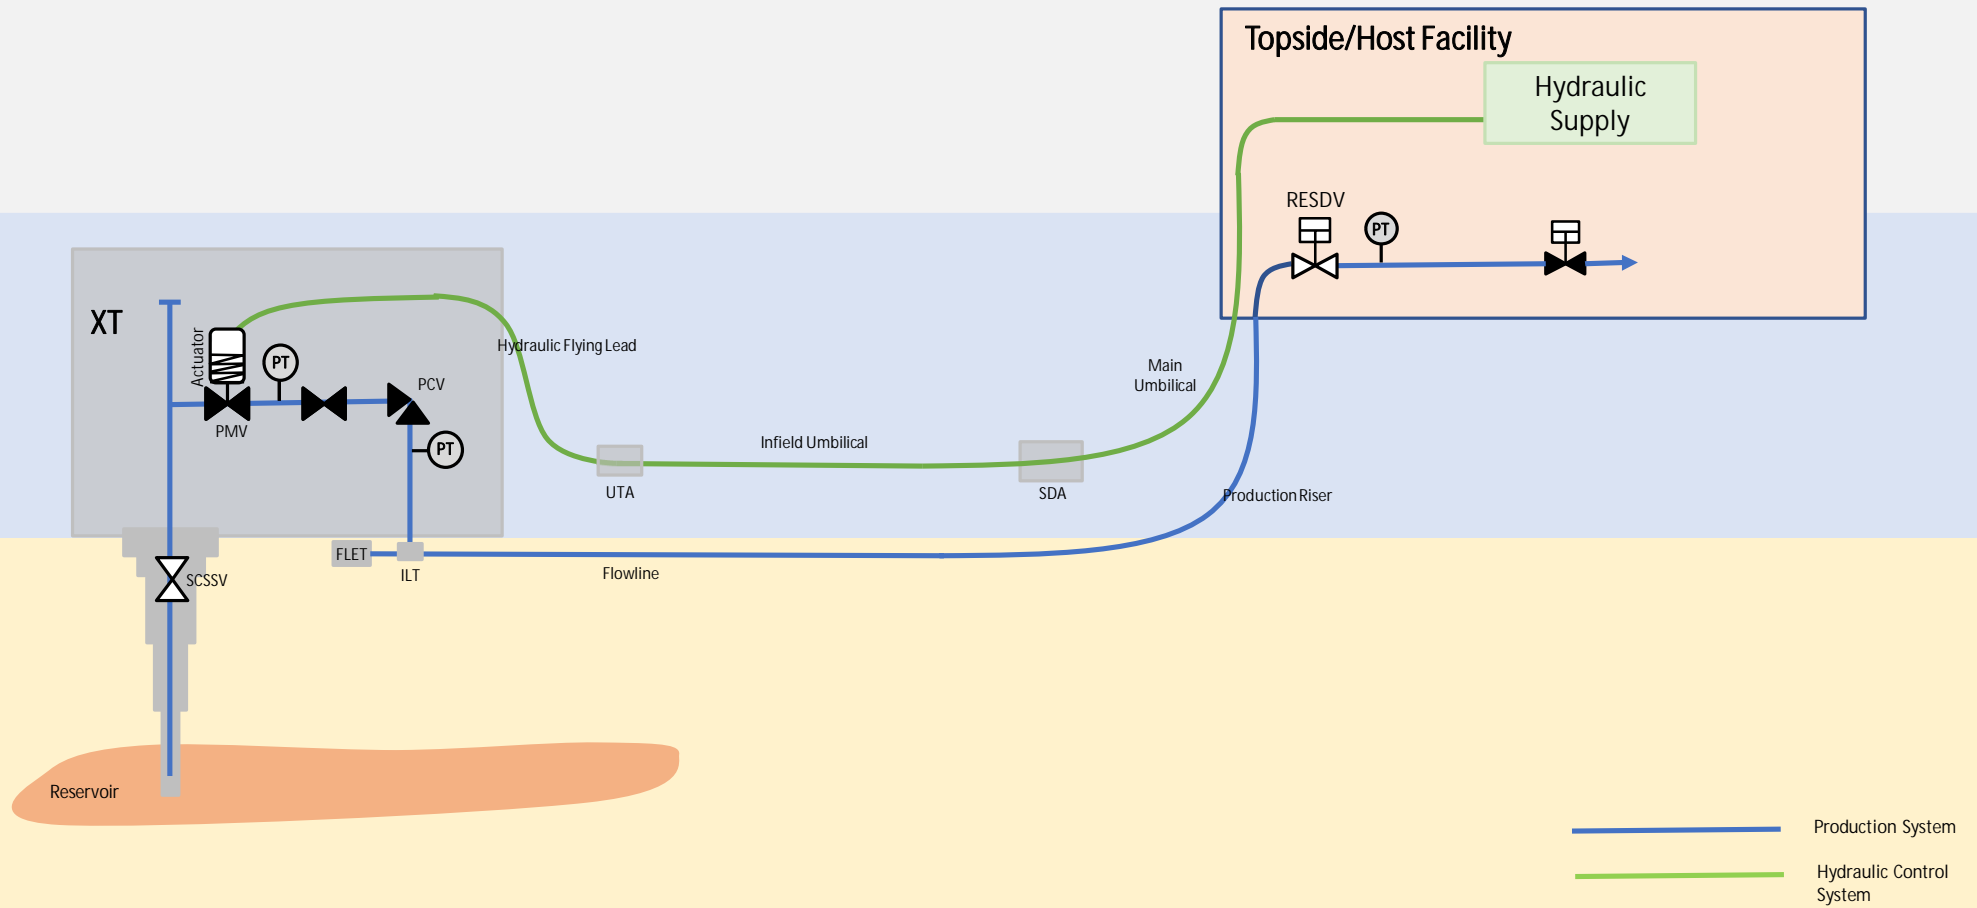 Topside/Host Facility
Hydraulic
Supply
RESDV
PT
XT
Actuator
PT
PCV
PMV
PT
Hydraulic Flying Lead
Main
Umbilical
Infield Umbilical
UTA
SDA
Production Riser
FLET
ILT
Flowline
SCSSV
Reservoir
Production System
Hydraulic Control
System